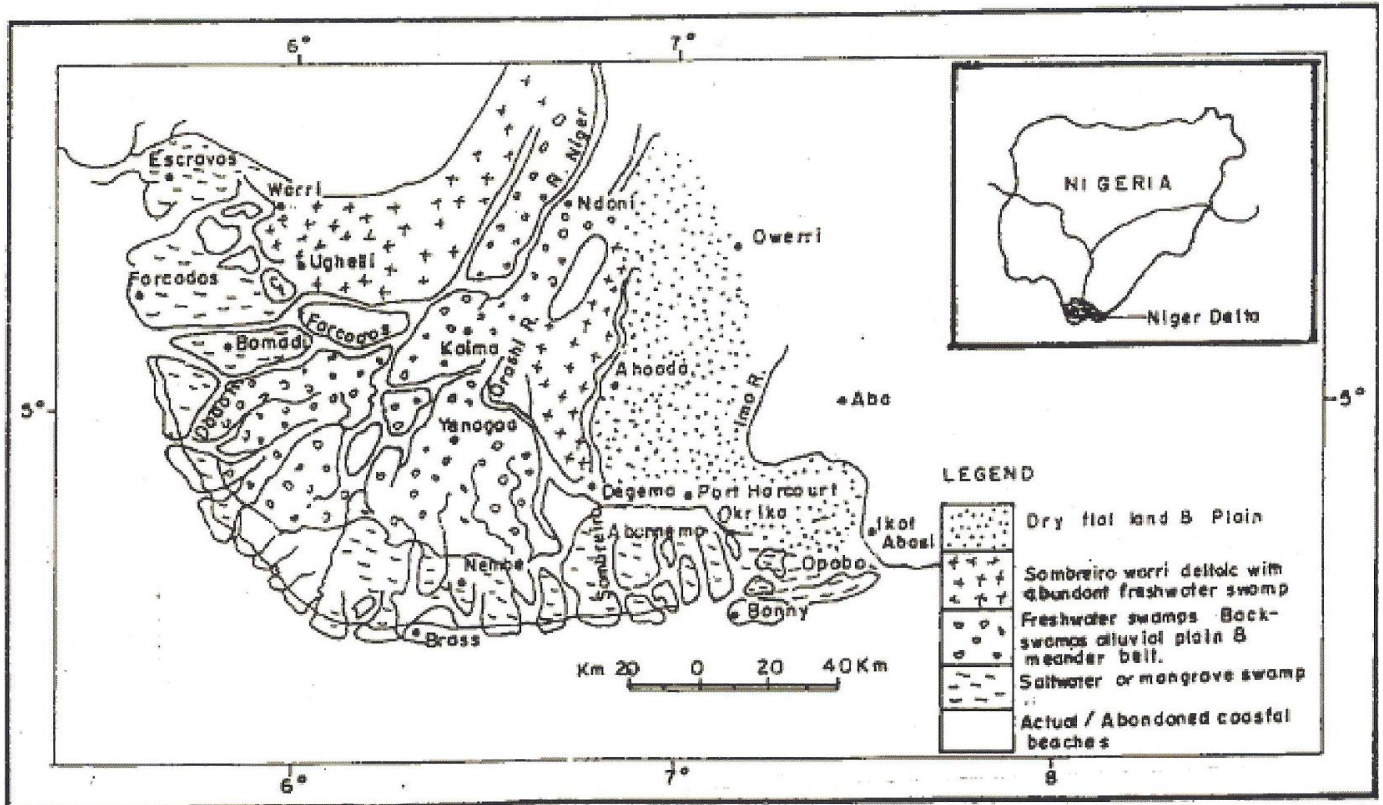 6°
7°
Escravos
Warri
R. Niger
Ndoni
Owerri
Ughelli
Forcados
Forcados
Bomadi
Kaima
Orashi R.
Ahoada
Imo R.
Aba
5°
5°
Dodo R.
Yanagoa
Degema
Port Harcourt
Okrika
Abonnema
Sombreiro
Ikot
Abasi
Nembe
Opobo
Bonny
Brass
Km 20 0 20 40 Km
NIGERIA
Niger Delta
LEGEND
Dry flat land & Plain
Sombreiro warri deltaic with
abundant freshwater swamp
Freshwater swamps Back-
swamps alluvial plain &
meander belt.
Saltwater or mangrove swamp
Actual / Abandoned coastal
beaches
6°
7°
8